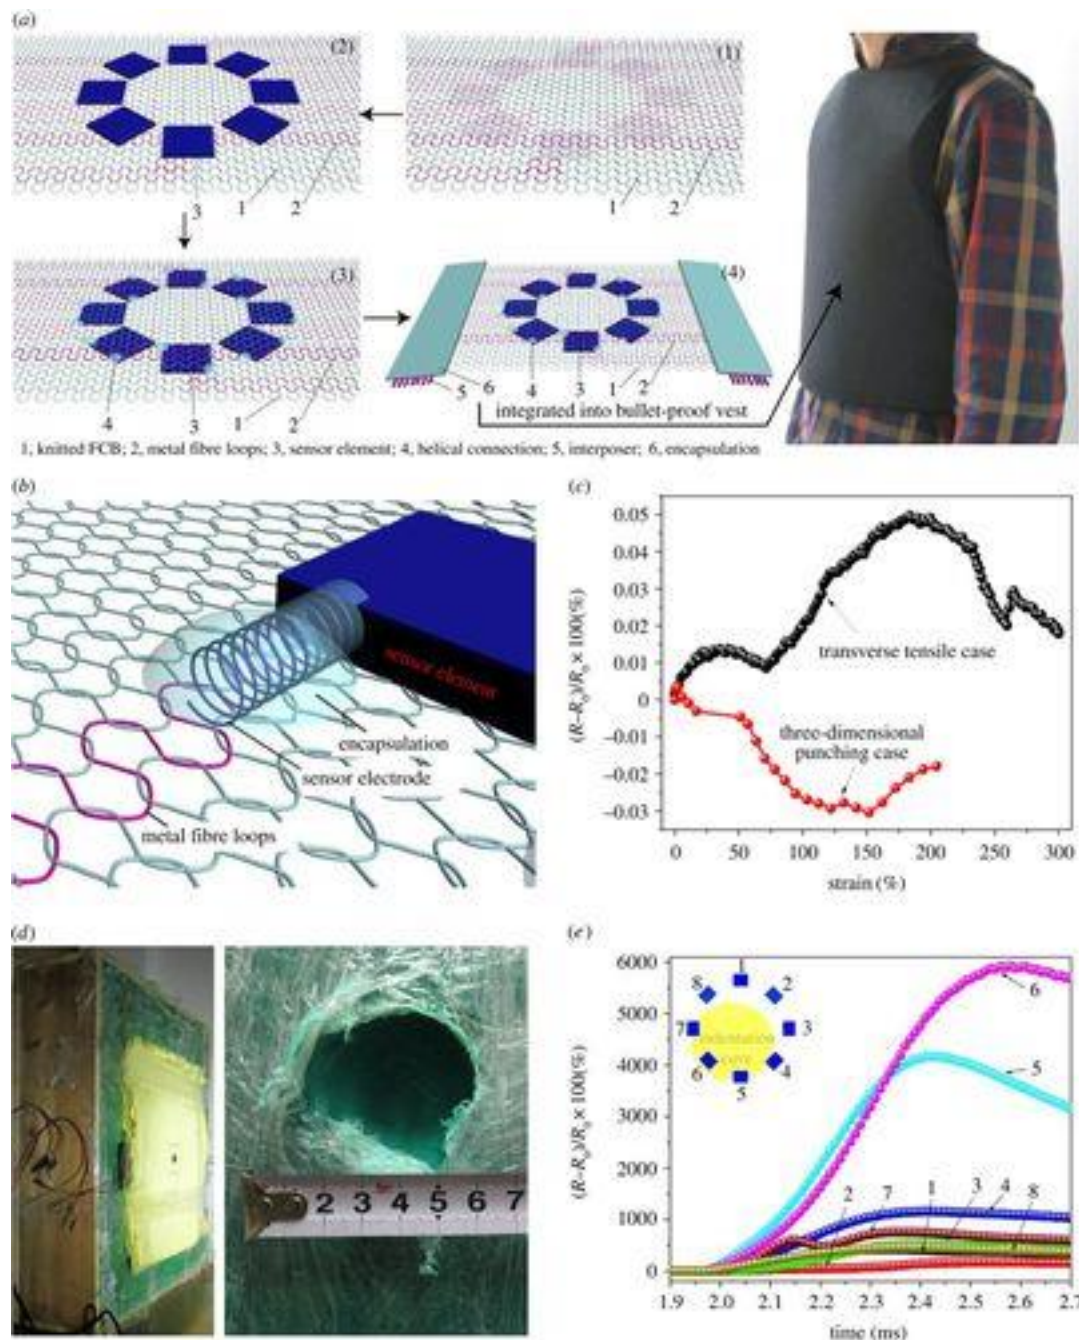 (a)
(2)
(1)
3 1 2
1 2
(3)
(4)
4 3 1 2
5 6 4 3 1 2
integrated into bullet-proof vest
1, knitted FCB; 2, metal fibre loops; 3, sensor element; 4, helical connection; 5, interposer; 6, encapsulation
(b)
sensor element
encapsulation
sensor electrode
metal fibre loops
(c)
0.05
0.04
0.03
0.02
0.01
0
–0.01
–0.02
–0.03
(R–R0)/R0 × 100(%)
transverse tensile case
three-dimensional
punching case
0 50 100 150 200 250 300
strain (%)
(d)
2 3 4 5 6 7
(e)
6000
5000
4000
3000
2000
1000
0
(R–R0)/R0 × 100(%)
1
8 2
7 3
6 4
5
6
5
2 7 1 3 4 8
1.9 2.0 2.1 2.2 2.3 2.4 2.5 2.6 2.7
time (ms)